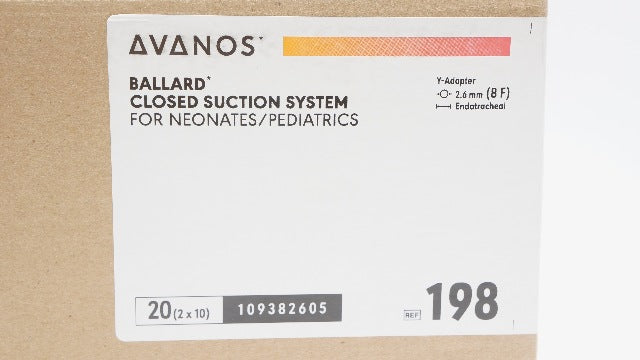 AVANOS*
BALLARD*
CLOSED SUCTION SYSTEM
FOR NEONATES/PEDIATRICS
Y-Adapter
2.6 mm (8 F)
Endotracheal
20 (2 x 10) 109382605
REF 198